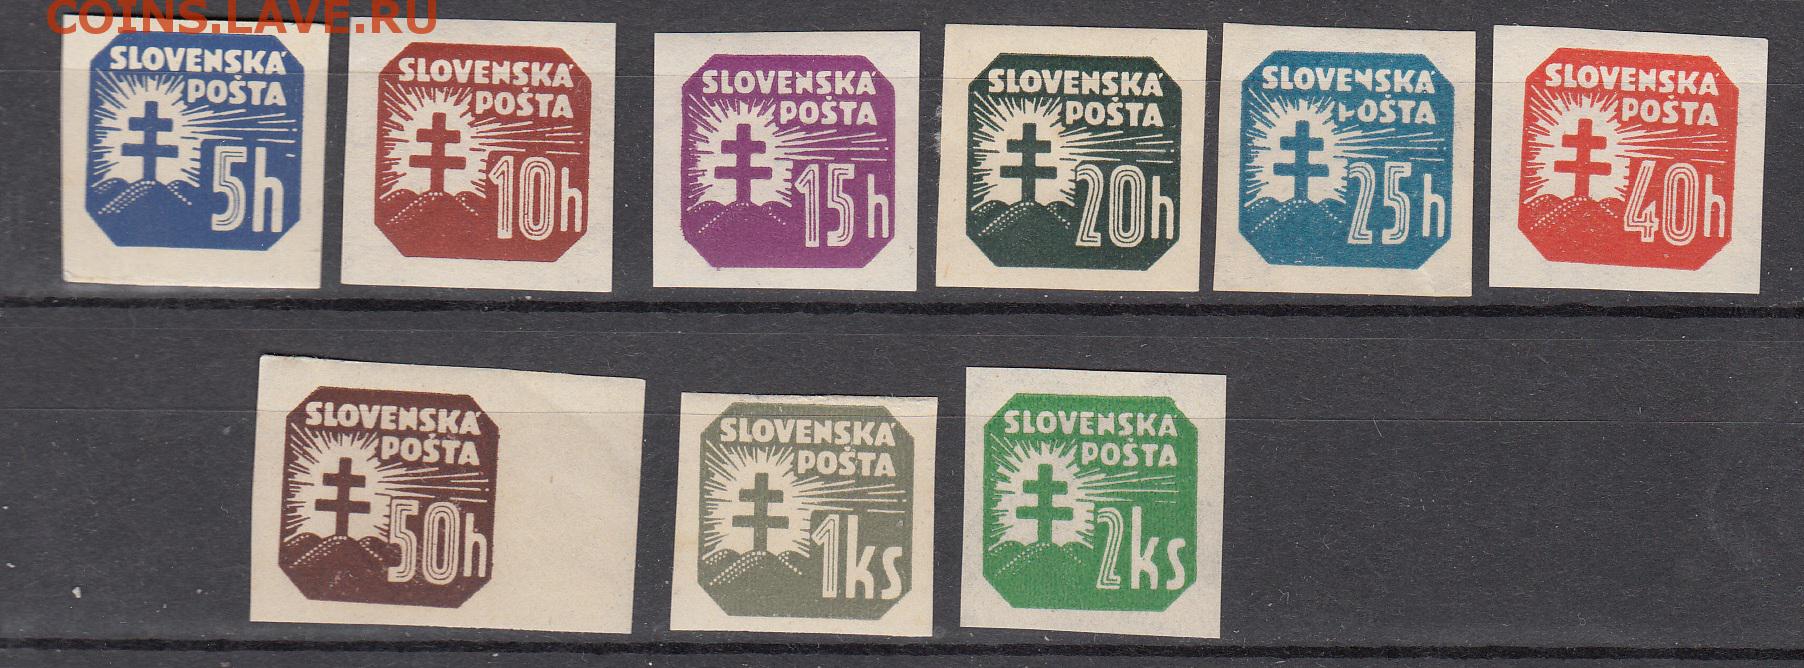 COINS.LAVE.RU
SLOVENSKÁ
POŠTA
5h
SLOVENSKÁ
POŠTA
10h
SLOVENSKÁ
POŠTA
15h
SLOVENSKÁ
POŠTA
20h
SLOVENSKÁ
POŠTA
25h
SLOVENSKÁ
POŠTA
40h
SLOVENSKÁ
POŠTA
50h
SLOVENSKÁ
POŠTA
1ks
SLOVENSKÁ
POŠTA
2ks